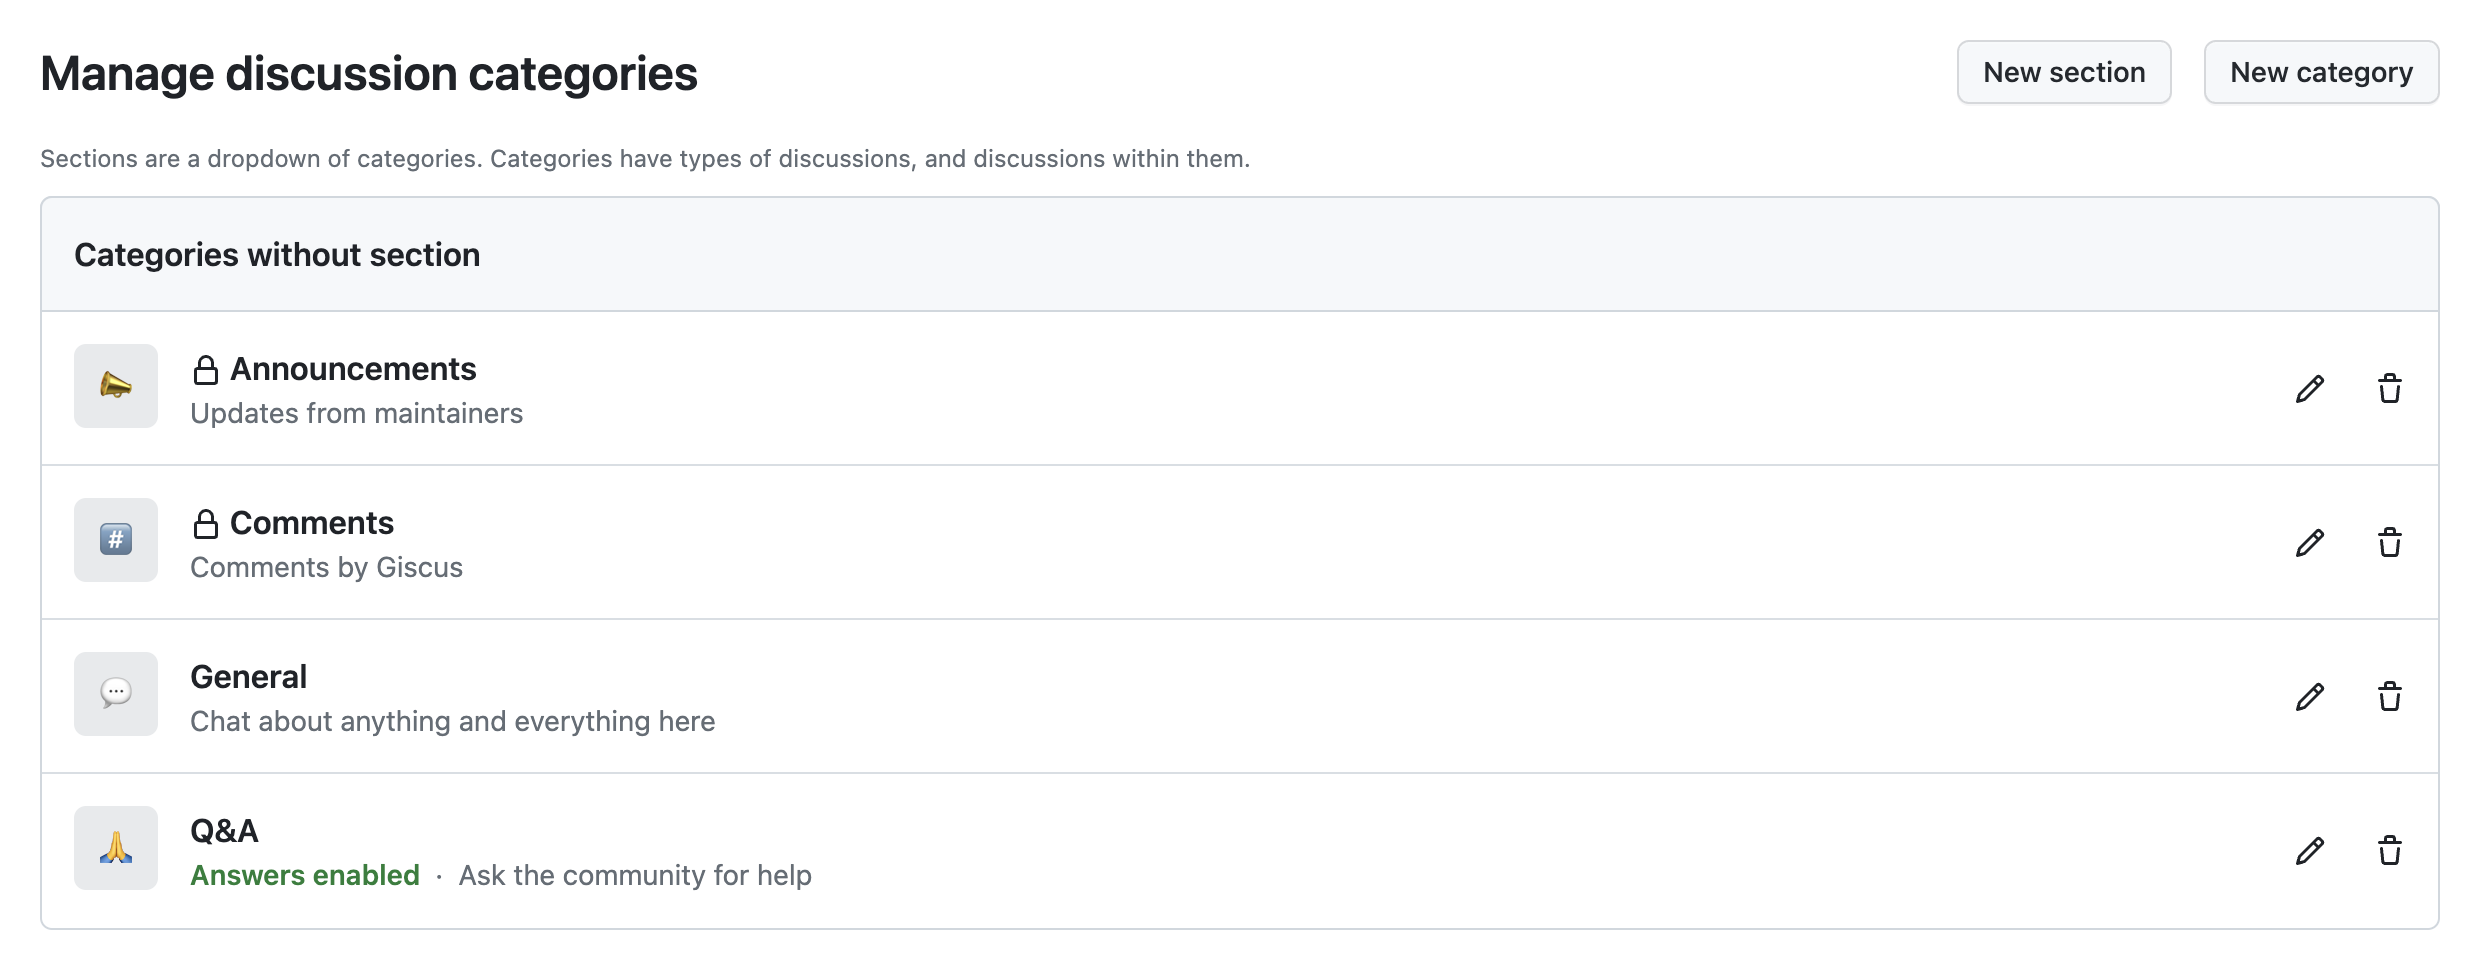 Manage discussion categories
New section
New category
Sections are a dropdown of categories. Categories have types of discussions, and discussions within them.
Categories without section
Announcements
Updates from maintainers
#
Comments
Comments by Giscus
General
Chat about anything and everything here
Q&A
Answers enabled · Ask the community for help